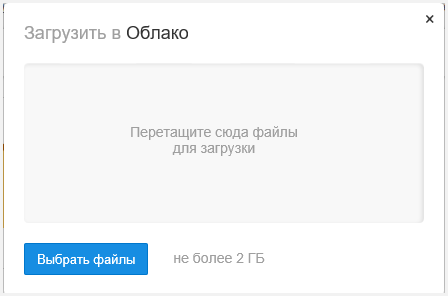 Загрузить в Облако
Перетащите сюда файлы
для загрузки
Выбрать файлы
не более 2 ГБ